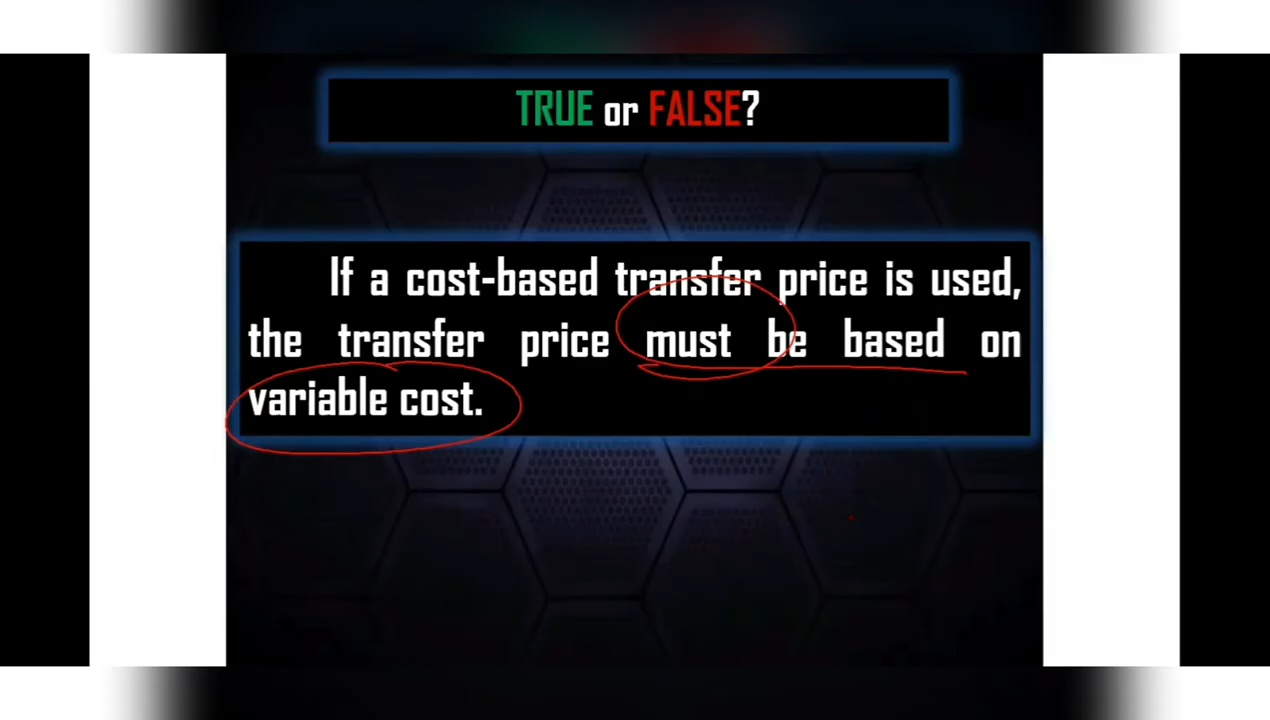 TRUE or FALSE?
If a cost-based transfer price is used,
the transfer price must be based on
variable cost.